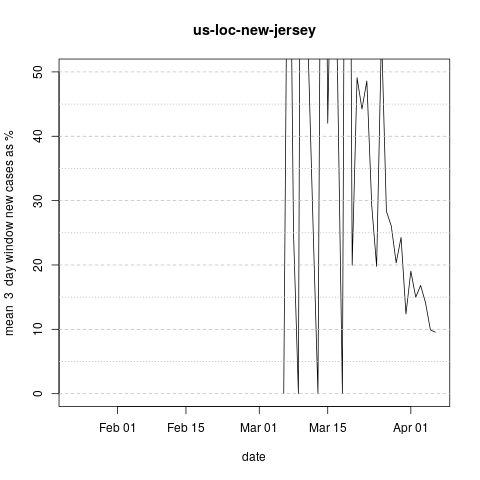 us-loc-new-jersey
mean 3 day window new cases as %
50
40
30
20
10
0
Feb 01 Feb 15 Mar 01 Mar 15 Apr 01
date